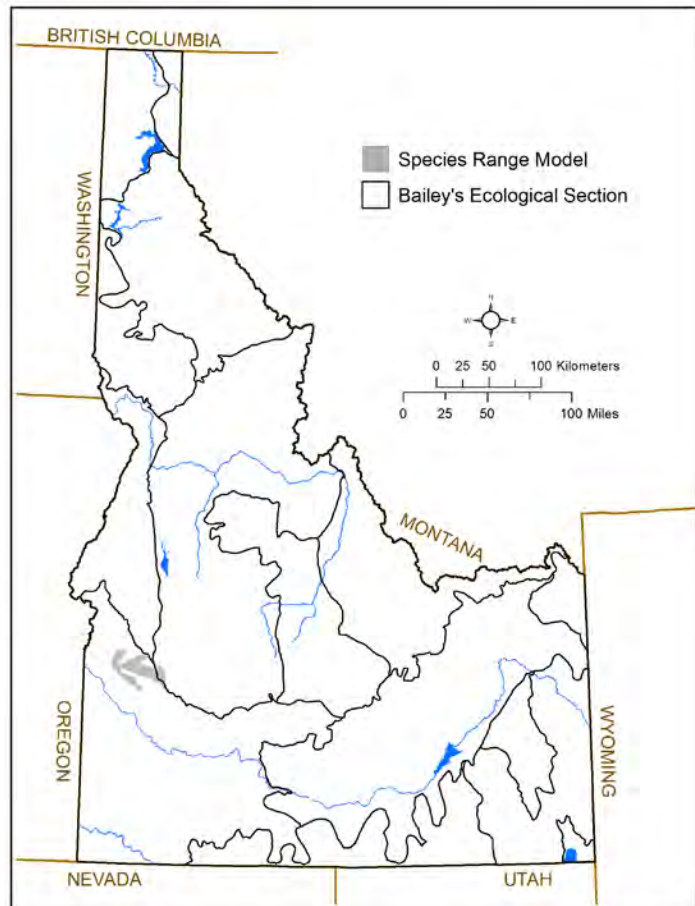 BRITISH COLUMBIA
WASHINGTON
Species Range Model
Bailey's Ecological Section
N
W E
S
0 25 50 100 Kilometers
0 25 50 100 Miles
MONTANA
OREGON
WYOMING
NEVADA
UTAH